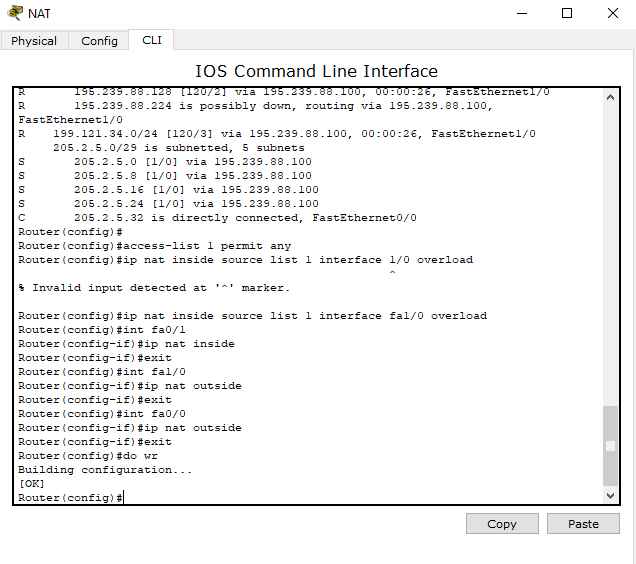 NAT
Physical Config CLI
IOS Command Line Interface
R       195.239.88.128 [120/2] via 195.239.88.100, 00:00:26, FastEthernet1/0
R       195.239.88.224 is possibly down, routing via 195.239.88.100,
FastEthernet1/0
R    199.121.34.0/24 [120/3] via 195.239.88.100, 00:00:26, FastEthernet1/0
     205.2.5.0/29 is subnetted, 5 subnets
S       205.2.5.0 [1/0] via 195.239.88.100
S       205.2.5.8 [1/0] via 195.239.88.100
S       205.2.5.16 [1/0] via 195.239.88.100
S       205.2.5.24 [1/0] via 195.239.88.100
C       205.2.5.32 is directly connected, FastEthernet0/0
Router(config)#
Router(config)#access-list 1 permit any
Router(config)#ip nat inside source list 1 interface 1/0 overload
                                                     ^
% Invalid input detected at '^' marker.

Router(config)#ip nat inside source list 1 interface fa1/0 overload
Router(config)#int fa0/1
Router(config-if)#ip nat inside
Router(config-if)#exit
Router(config)#int fa1/0
Router(config-if)#ip nat outside
Router(config-if)#exit
Router(config)#int fa0/0
Router(config-if)#ip nat outside
Router(config-if)#exit
Router(config)#do wr
Building configuration...
[OK]
Router(config)#
Copy Paste